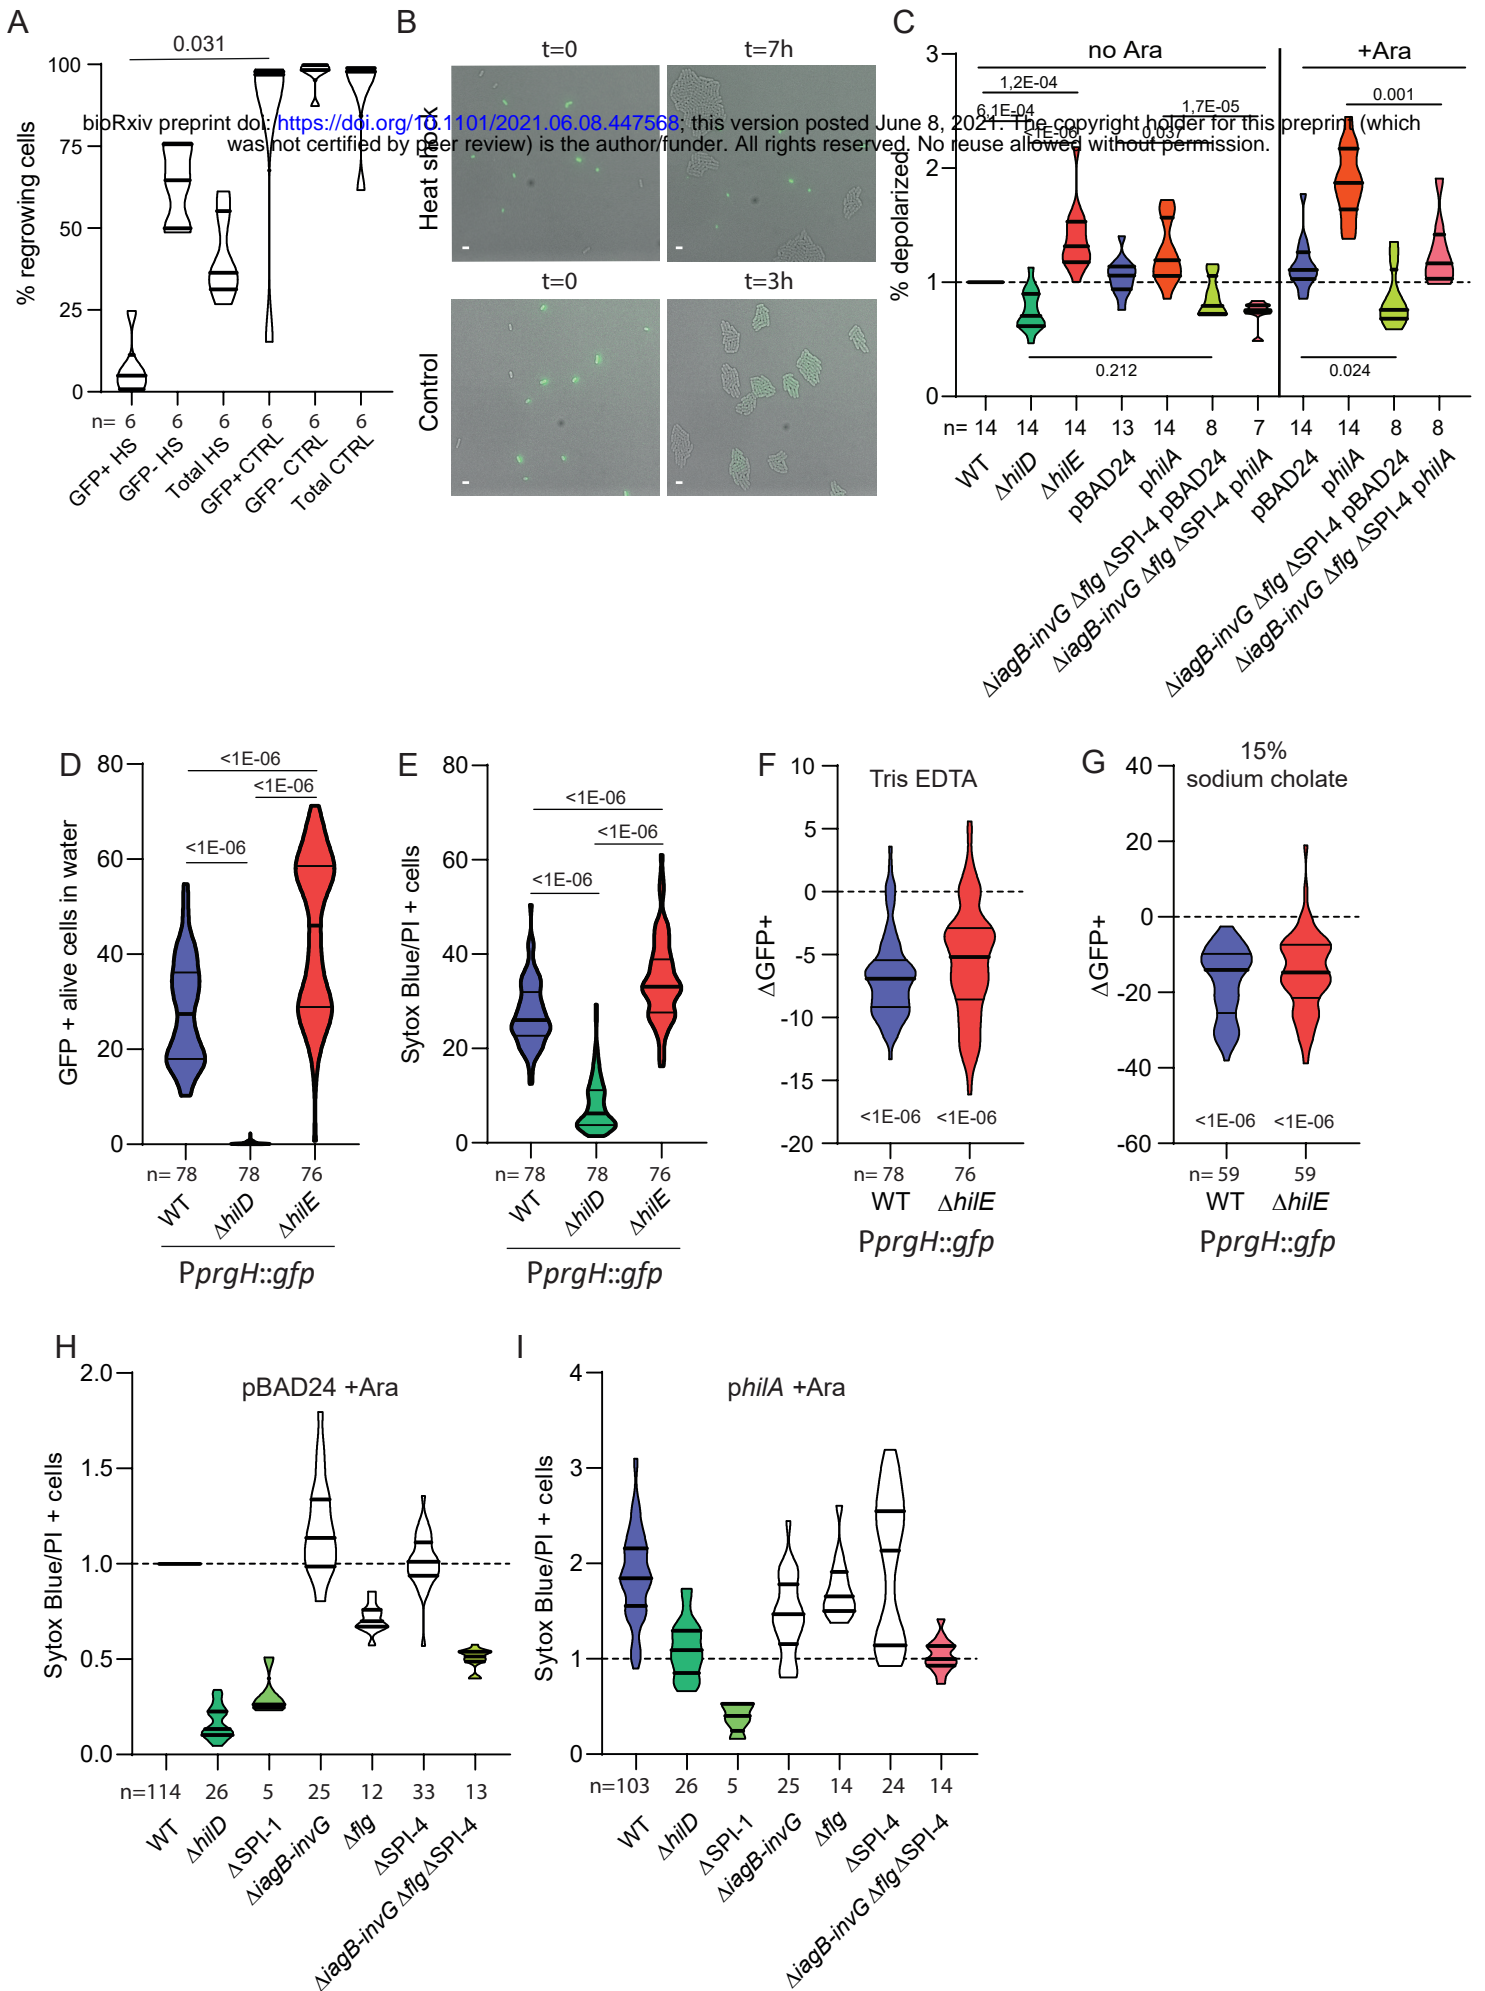 A
0.031
% regrowing cells
100
75
50
25
0
n= 6 6 6 6 6 6
GFP+ HS
GFP- HS
Total HS
GFP+CTRL
GFP- CTRL
Total CTRL
B
t=0 t=7h
Heat shock
t=0 t=3h
Control
bioRxiv preprint doi: https://doi.org/10.1101/2021.06.08.447568; this version posted June 8, 2021. The copyright holder for this preprint (which
was not certified by peer review) is the author/funder. All rights reserved. No reuse allowed without permission.
C
no Ara +Ara
1,2E-04
6,1E-04
<1E-06
1,7E-05
0.037
0.001
% depolarized
3
2
1
0
0.212
0.024
n= 14 14 14 13 14 8 7 14 14 8 8
WT
ΔhilD
ΔhilE
pBAD24
philA
ΔiagB-invG Δflg ΔSPI-4 pBAD24
ΔiagB-invG Δflg ΔSPI-4 philA
pBAD24
philA
ΔiagB-invG Δflg ΔSPI-4 pBAD24
ΔiagB-invG Δflg ΔSPI-4 philA
D
GFP + alive cells in water
80
60
40
20
0
<1E-06
<1E-06
<1E-06
n= 78 78 76
WT
ΔhilD
ΔhilE
PprgH::gfp
E
Sytox Blue/PI + cells
80
60
40
20
0
<1E-06
<1E-06
<1E-06
n= 78 78 76
WT
ΔhilD
ΔhilE
PprgH::gfp
F
Tris EDTA
ΔGFP+
10
5
0
-5
-10
-15
-20
<1E-06 <1E-06
n= 78 76
WT ΔhilE
PprgH::gfp
G
15%
sodium cholate
ΔGFP+
40
20
0
-20
-40
-60
<1E-06 <1E-06
n= 59 59
WT ΔhilE
PprgH::gfp
H
pBAD24 +Ara
Sytox Blue/PI + cells
2.0
1.5
1.0
0.5
0.0
n=114 26 5 25 12 33 13
WT
ΔhilD
ΔSPI-1
ΔiagB-invG
Δflg
ΔSPI-4
ΔiagB-invG Δflg ΔSPI-4
I
philA +Ara
Sytox Blue/PI + cells
4
3
2
1
0
n=103 26 5 25 14 24 14
WT
ΔhilD
ΔSPI-1
ΔiagB-invG
Δflg
ΔSPI-4
ΔiagB-invG Δflg ΔSPI-4